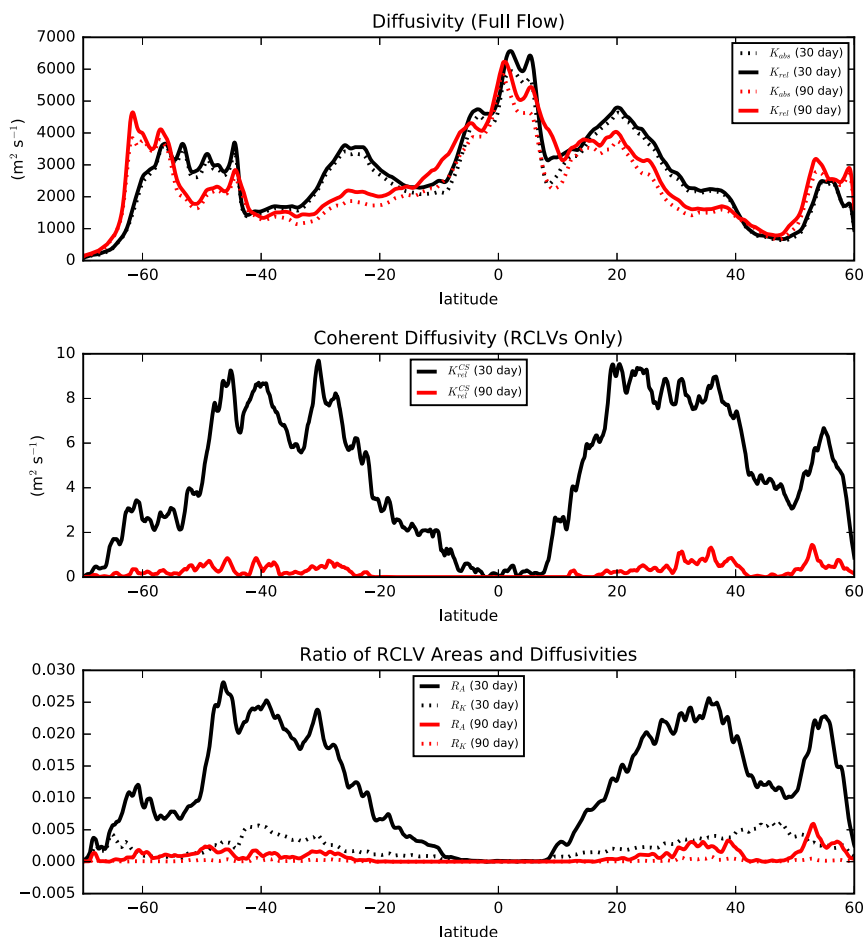 Diffusivity (Full Flow)
7000
6000
5000
4000
3000
2000
1000
0
(m² s⁻¹)
K_abs (30 day)
K_rel (30 day)
K_abs (90 day)
K_rel (90 day)
−60 −40 −20 0 20 40 60
latitude
Coherent Diffusivity (RCLVs Only)
10
8
6
4
2
0
(m² s⁻¹)
K_rel^CS (30 day)
K_rel^CS (90 day)
−60 −40 −20 0 20 40 60
latitude
Ratio of RCLV Areas and Diffusivities
0.030
0.025
0.020
0.015
0.010
0.005
0.000
−0.005
R_A (30 day)
R_K (30 day)
R_A (90 day)
R_K (90 day)
−60 −40 −20 0 20 40 60
latitude